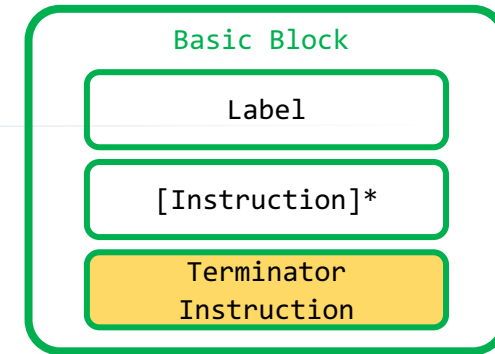 Basic Block
Label
[Instruction]*
Terminator
Instruction